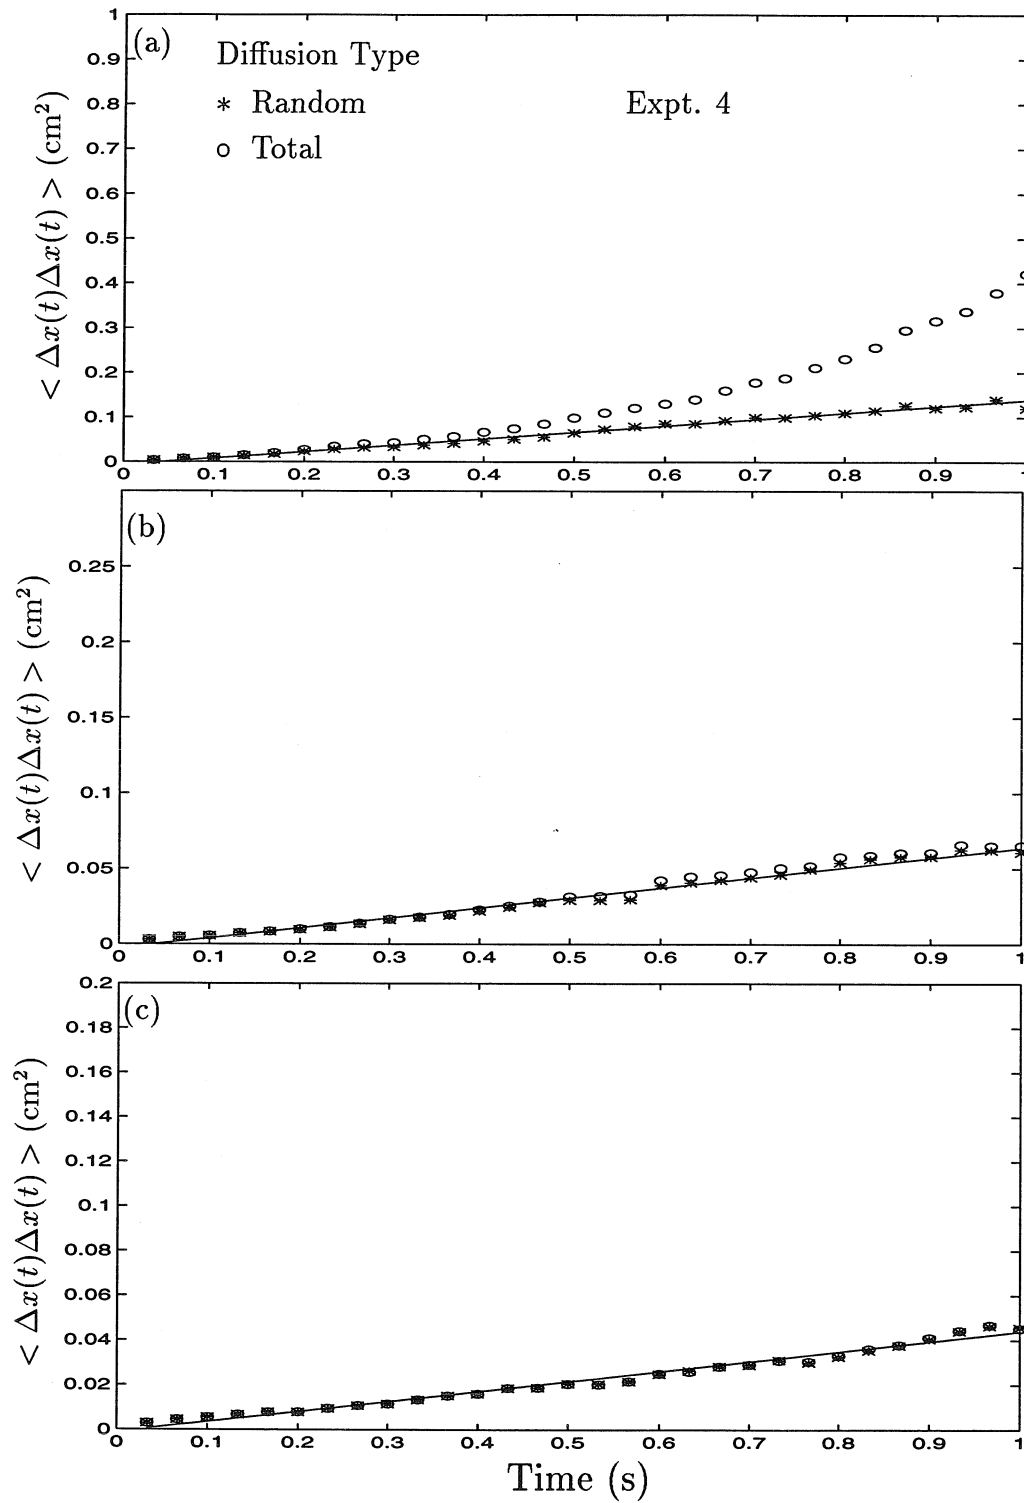 (a)
Diffusion Type
* Random
o Total
Expt. 4
< Δx(t)Δx(t) > (cm²)
1
0.9
0.8
0.7
0.6
0.5
0.4
0.3
0.2
0.1
0
0 0.1 0.2 0.3 0.4 0.5 0.6 0.7 0.8 0.9
(b)
< Δx(t)Δx(t) > (cm²)
0.25
0.2
0.15
0.1
0.05
0
0 0.1 0.2 0.3 0.4 0.5 0.6 0.7 0.8 0.9 1
(c)
< Δx(t)Δx(t) > (cm²)
0.2
0.18
0.16
0.14
0.12
0.1
0.08
0.06
0.04
0.02
0
0 0.1 0.2 0.3 0.4 0.5 0.6 0.7 0.8 0.9 1
Time (s)